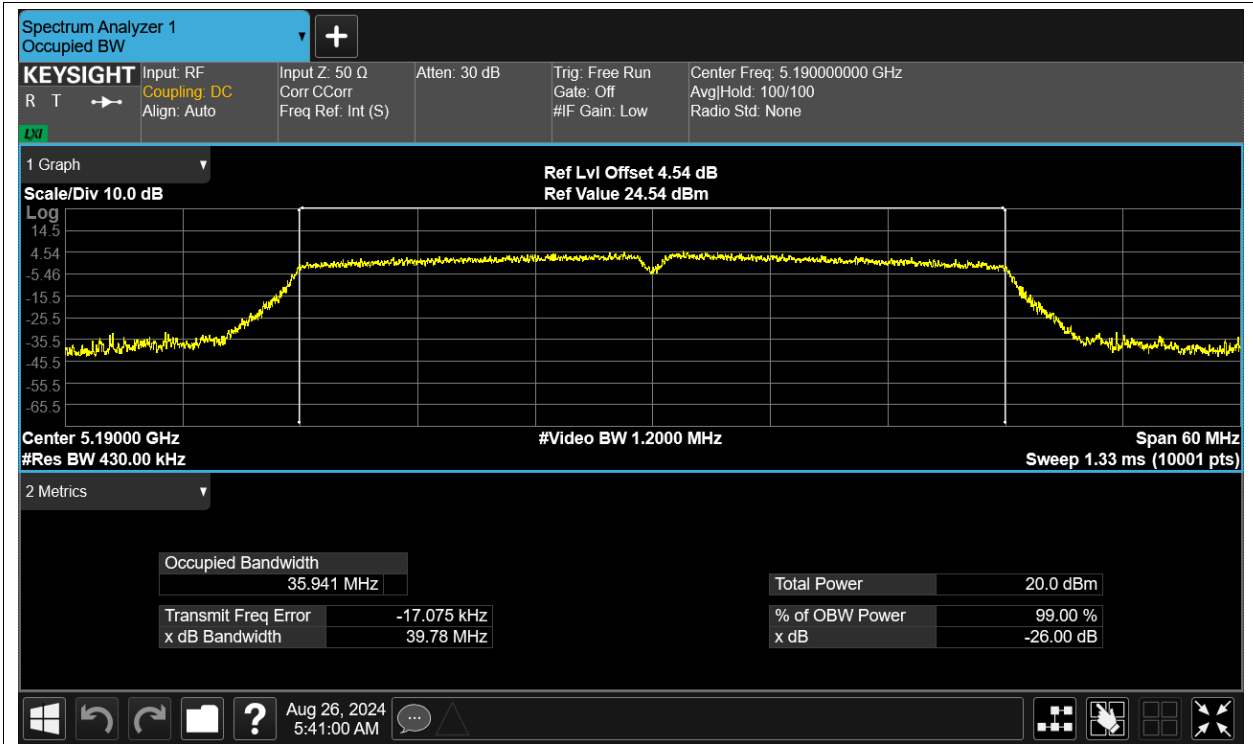 Spectrum Analyzer 1
Occupied BW
KEYSIGHT
R T
LXI
Input: RF
Coupling: DC
Align: Auto
Input Z: 50 Ω
Corr CCorr
Freq Ref: Int (S)
Atten: 30 dB
Trig: Free Run
Gate: Off
#IF Gain: Low
Center Freq: 5.190000000 GHz
Avg|Hold: 100/100
Radio Std: None
1 Graph
Scale/Div 10.0 dB
Ref Lvl Offset 4.54 dB
Ref Value 24.54 dBm
Log
14.5
4.54
-5.46
-15.5
-25.5
-35.5
-45.5
-55.5
-65.5
Center 5.19000 GHz
#Video BW 1.2000 MHz
Span 60 MHz
#Res BW 430.00 kHz
Sweep 1.33 ms (10001 pts)
2 Metrics
Occupied Bandwidth
35.941 MHz
Total Power 20.0 dBm
Transmit Freq Error -17.075 kHz
% of OBW Power 99.00 %
x dB Bandwidth 39.78 MHz
x dB -26.00 dB
?
Aug 26, 2024
5:41:00 AM